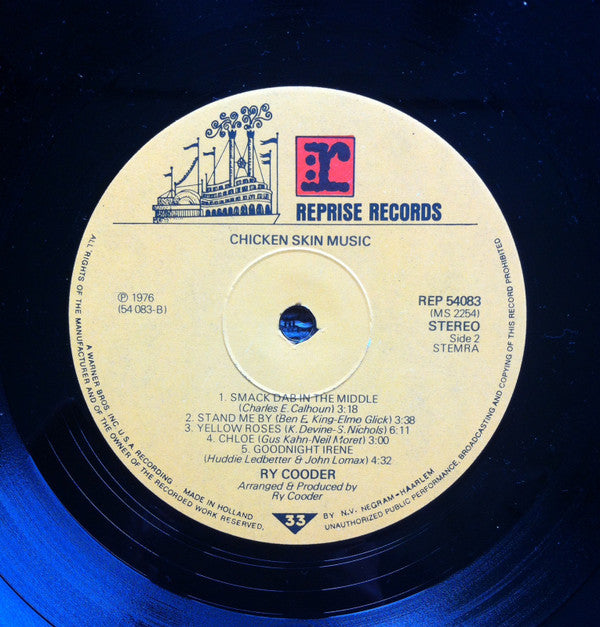 r
REPRISE RECORDS
CHICKEN SKIN MUSIC
℗ 1976
(54 083-B)
REP 54083
(MS 2254)
STEREO
Side 2
STEMRA
1. SMACK DAB IN THE MIDDLE
(Charles E. Calhoun) 3:18
2. STAND ME BY (Ben E. King-Elmo Glick) 3:38
3. YELLOW ROSES (K. Devine-S. Nichols) 6:11
4. CHLOE (Gus Kahn-Neil Moret) 3:00
5. GOODNIGHT IRENE
(Huddie Ledbetter & John Lomax) 4:32
RY COODER
Arranged & Produced by
Ry Cooder
33
ALL RIGHTS OF THE MANUFACTURER AND OF THE OWNER OF THE RECORDED WORK RESERVED,
UNAUTHORIZED PUBLIC PERFORMANCE, BROADCASTING AND COPYING OF THIS RECORD PROHIBITED
A WARNER BROS. INC. U.S.A. RECORDING
MADE IN HOLLAND
BY N.V. NEGRAM-HAARLEM